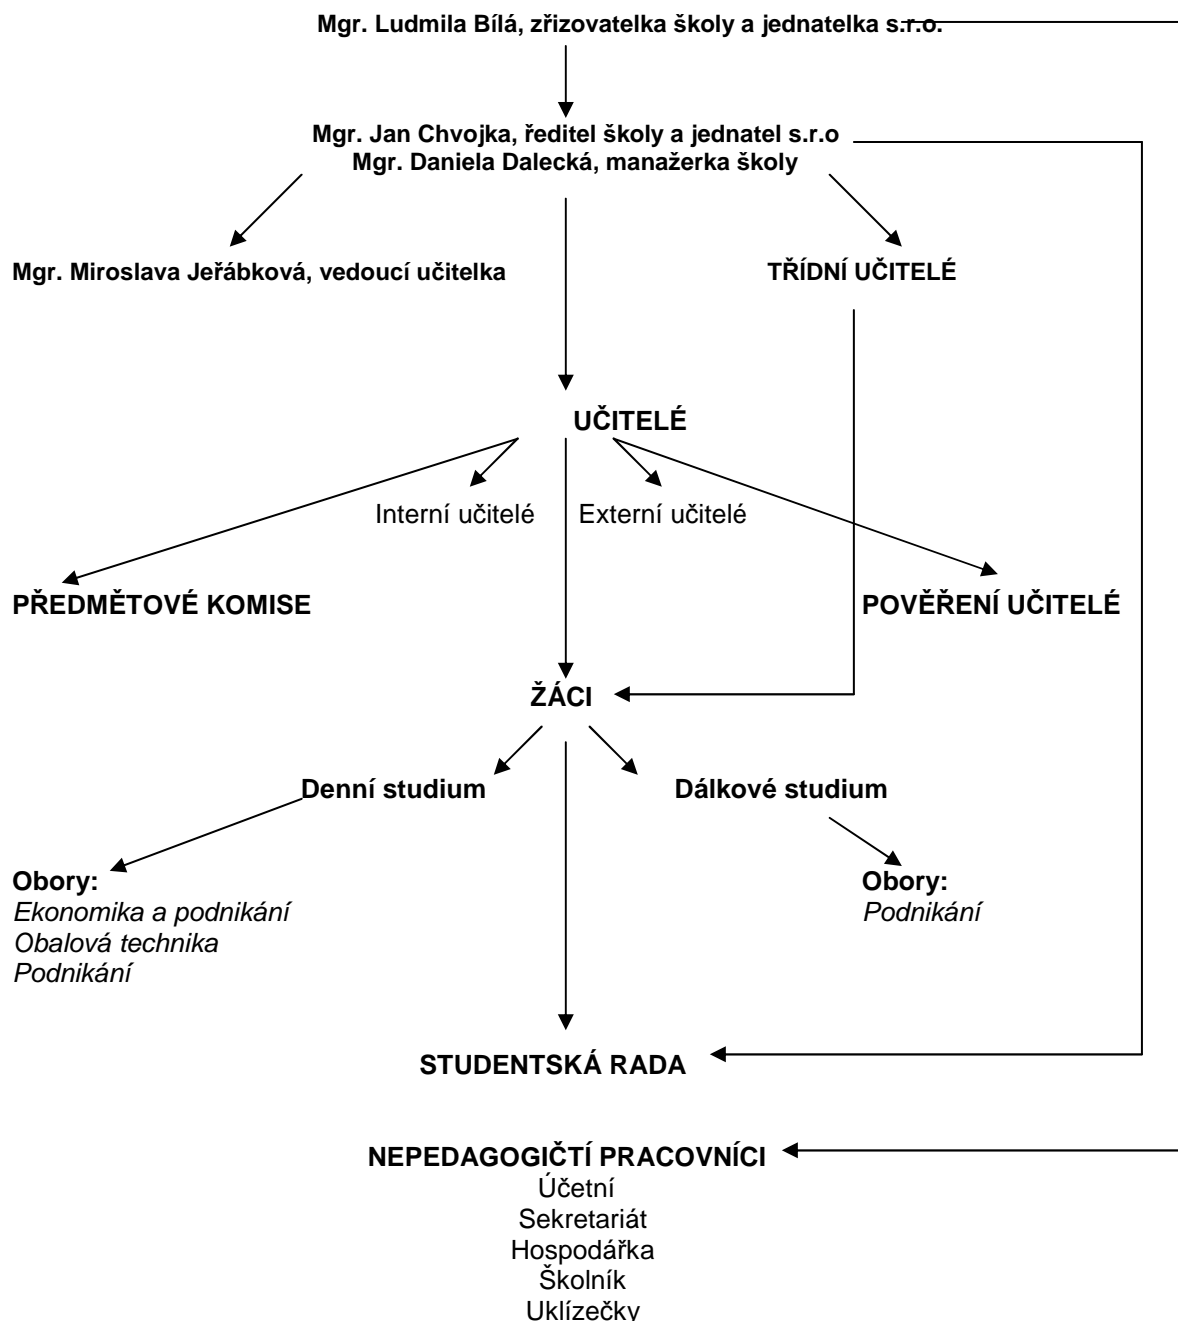 Mgr. Ludmila Bílá, zřizovatelka školy a jednatelka s.r.o.
Mgr. Jan Chvojka, ředitel školy a jednatel s.r.o
Mgr. Daniela Dalecká, manažerka školy
Mgr. Miroslava Jeřábková, vedoucí učitelka
TŘÍDNÍ UČITELÉ
UČITELÉ
Interní učitelé
Externí učitelé
PŘEDMĚTOVÉ KOMISE
POVĚŘENÍ UČITELÉ
ŽÁCI
Denní studium
Dálkové studium
Obory:
Ekonomika a podnikání
Obalová technika
Podnikání
Obory:
Podnikání
STUDENTSKÁ RADA
NEPEDAGOGIČTÍ PRACOVNÍCI
Účetní
Sekretariát
Hospodářka
Školník
Uklízečky